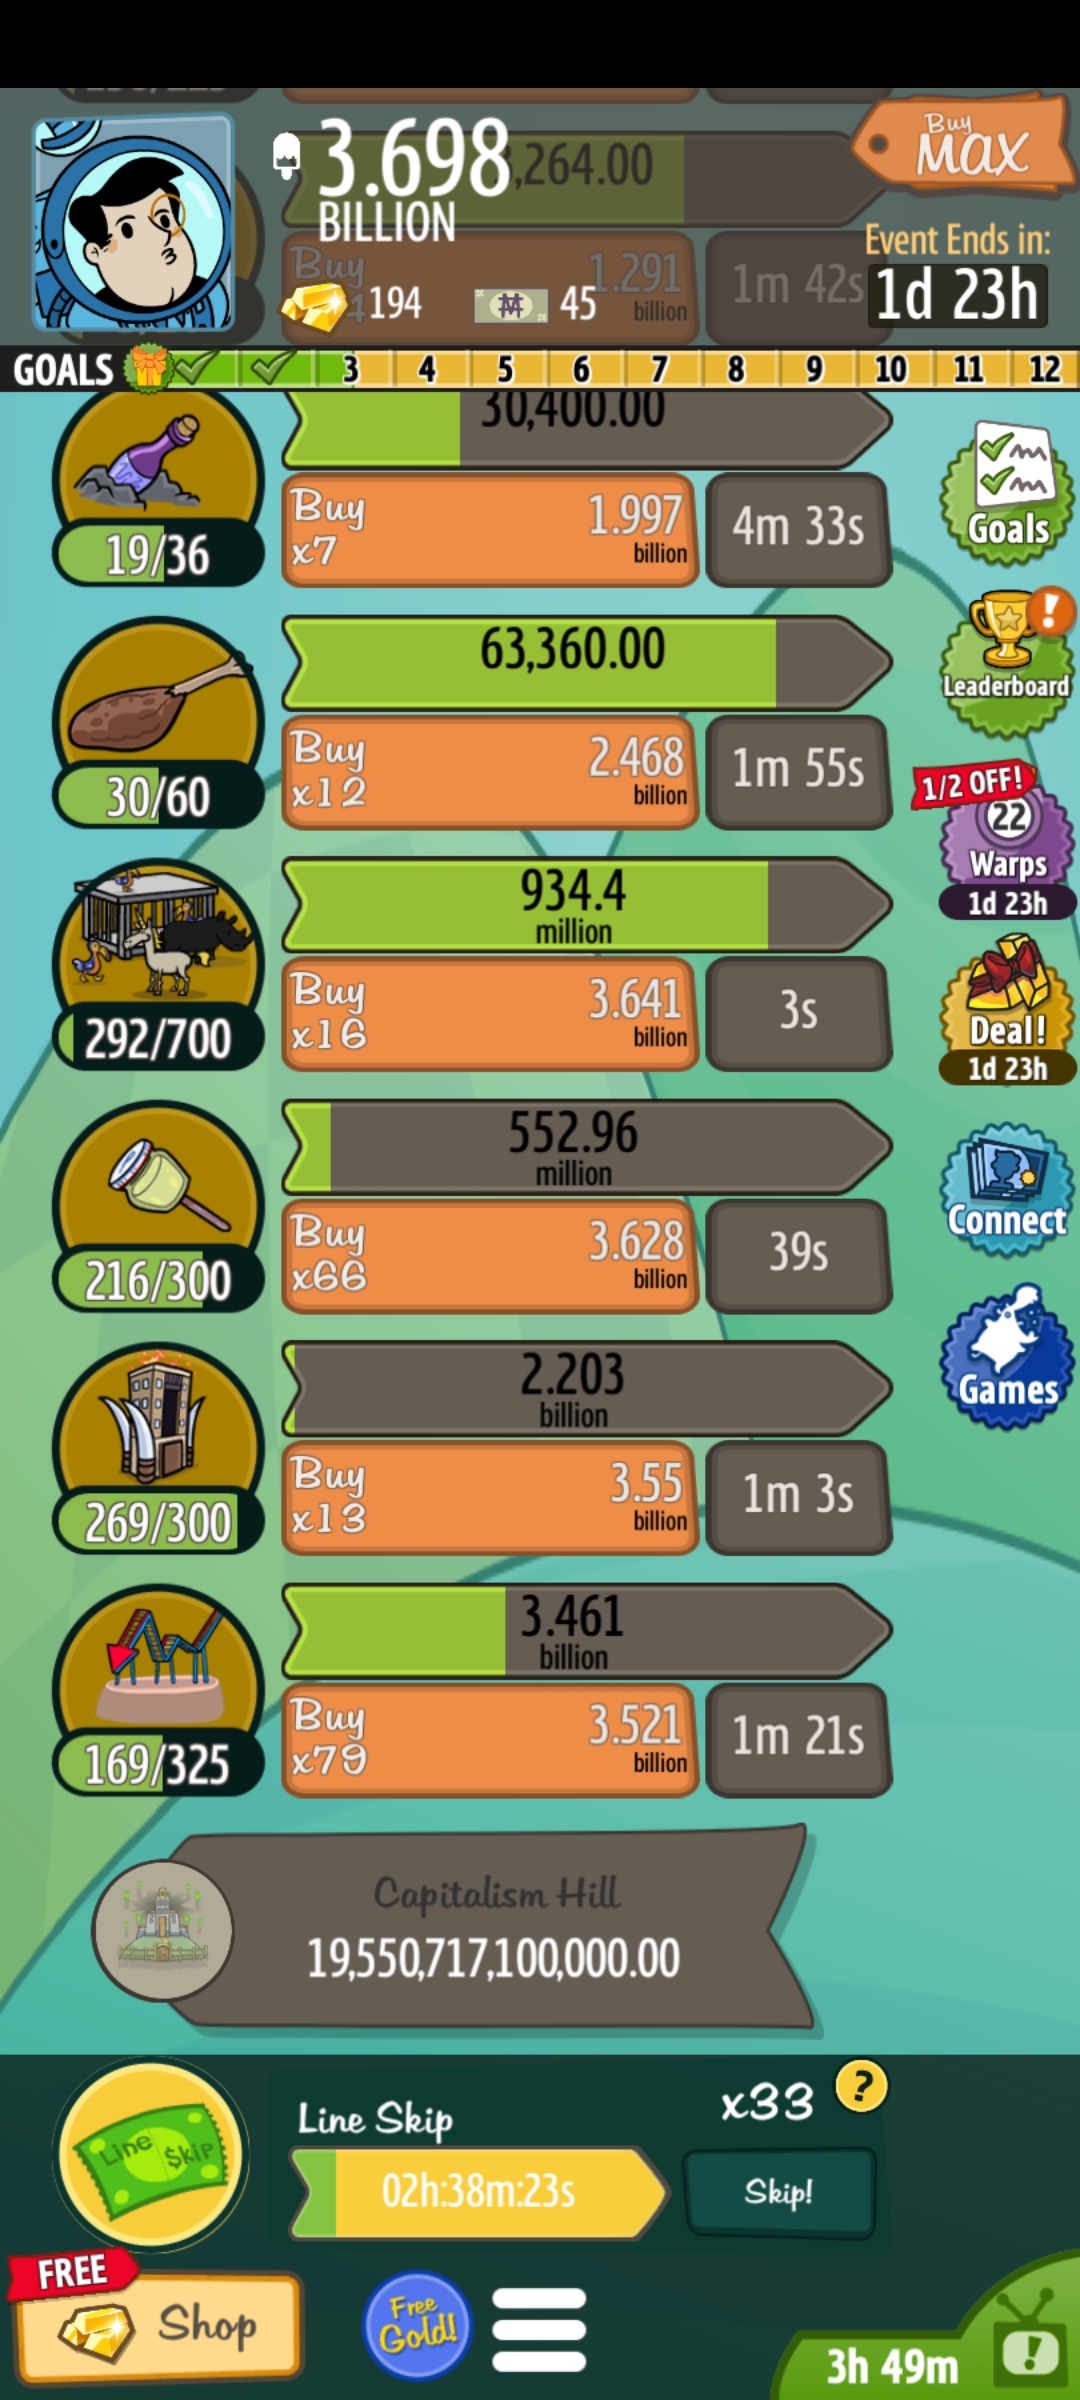 3.698
BILLION
,264.00
Buy
MAX
Event Ends in:
1d 23h
Buy
1.291
billion
1m 42s
194
45
GOALS 3 4 5 6 7 8 9 10 11 12
30,400.00
19/36
Buy
x7
1.997
billion
4m 33s
Goals
63,360.00
30/60
Buy
x12
2.468
billion
1m 55s
Leaderboard
1/2 OFF!
22
Warps
1d 23h
934.4
million
292/700
Buy
x16
3.641
billion
3s
Deal!
1d 23h
552.96
million
216/300
Buy
x66
3.628
billion
39s
Connect
2.203
billion
269/300
Buy
x13
3.55
billion
1m 3s
Games
3.461
billion
169/325
Buy
x79
3.521
billion
1m 21s
Capitalism Hill
19,550,717,100,000.00
Line $kip
Line Skip
x33
?
02h:38m:23s
Skip!
FREE
Shop
Free
Gold!
3h 49m